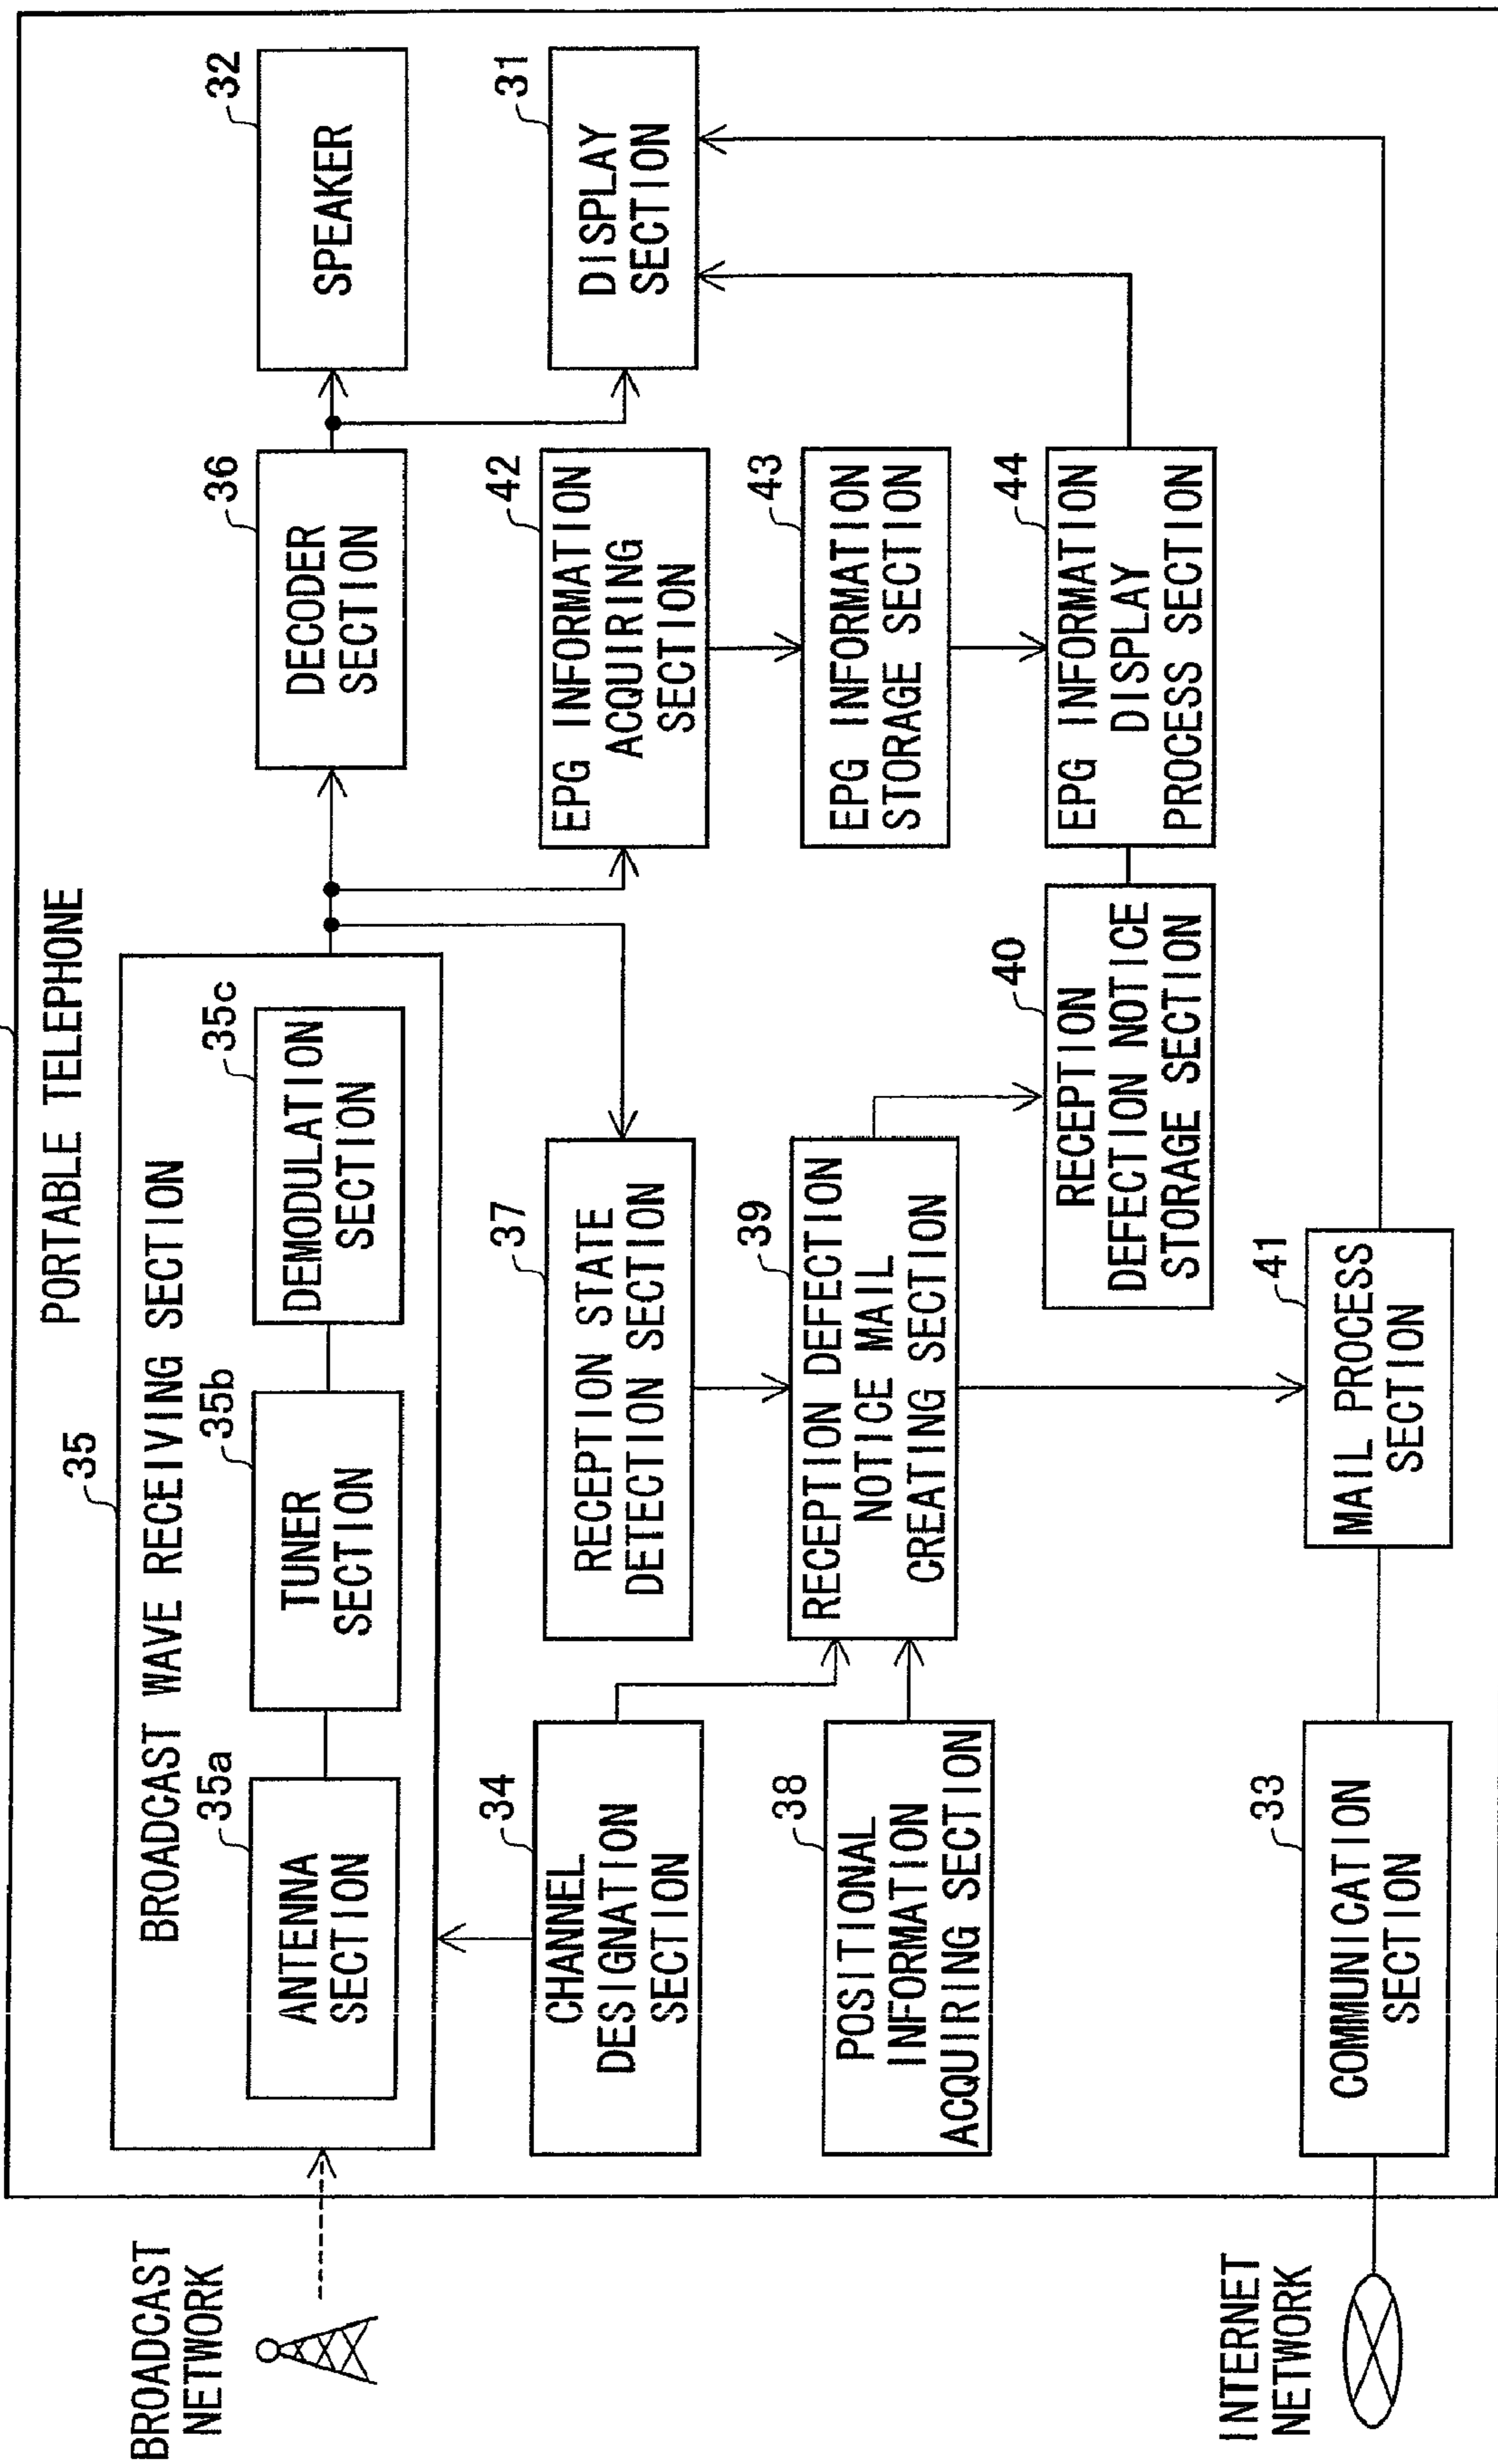 PORTABLE TELEPHONE
BROADCAST
NETWORK
35
BROADCAST WAVE RECEIVING SECTION
35a
ANTENNA
SECTION
35b
TUNER
SECTION
35c
DEMODULATION
SECTION
36
DECODER
SECTION
32
SPEAKER
34
CHANNEL
DESIGNATION
SECTION
37
RECEPTION STATE
DETECTION SECTION
42
EPG INFORMATION
ACQUIRING
SECTION
31
DISPLAY
SECTION
38
POSITIONAL
INFORMATION
ACQUIRING SECTION
39
RECEPTION DEFECTION
NOTICE MAIL
CREATING SECTION
43
EPG INFORMATION
STORAGE SECTION
40
RECEPTION
DEFECTION NOTICE
STORAGE SECTION
44
EPG INFORMATION
DISPLAY
PROCESS SECTION
INTERNET
NETWORK
33
COMMUNICATION
SECTION
41
MAIL PROCESS
SECTION